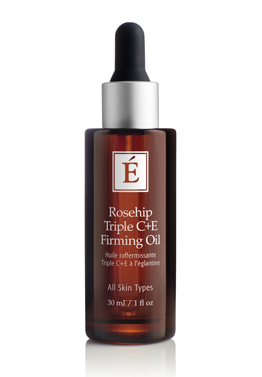 É
Rosehip
Triple C+E
Firming Oil
Huile raffermissante
Triple C+E à l'églantine
All Skin Types
30 ml / 1 fl oz